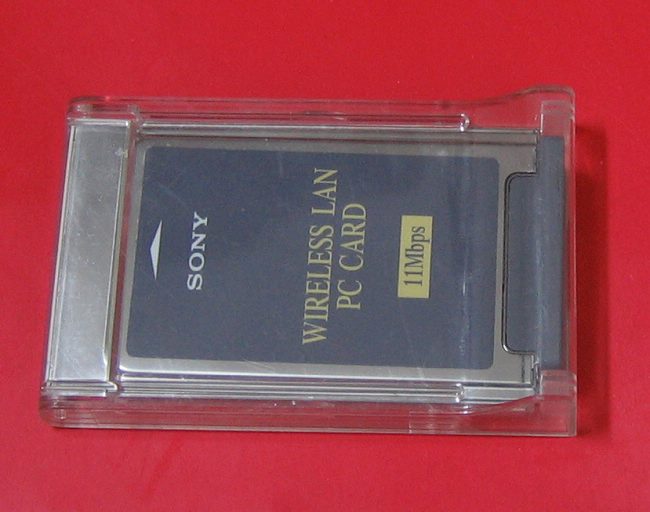 SONY
WIRELESS LAN
PC CARD
11Mbps